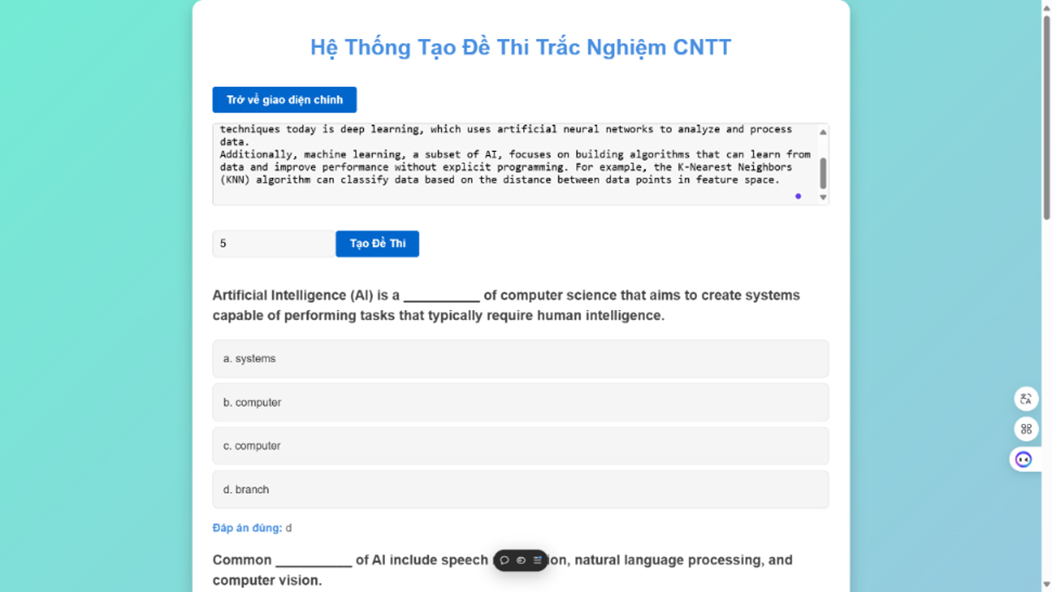 Hệ Thống Tạo Đề Thi Trắc Nghiệm CNTT
Trở về giao diện chính
techniques today is deep learning, which uses artificial neural networks to analyze and process
data.
Additionally, machine learning, a subset of AI, focuses on building algorithms that can learn from
data and improve performance without explicit programming. For example, the K-Nearest Neighbors
(KNN) algorithm can classify data based on the distance between data points in feature space.
5
Tạo Đề Thi
Artificial Intelligence (AI) is a __________ of computer science that aims to create systems
capable of performing tasks that typically require human intelligence.
a. systems
b. computer
c. computer
d. branch
Đáp án đúng: d
Common __________ of AI include speech ion, natural language processing, and
computer vision.